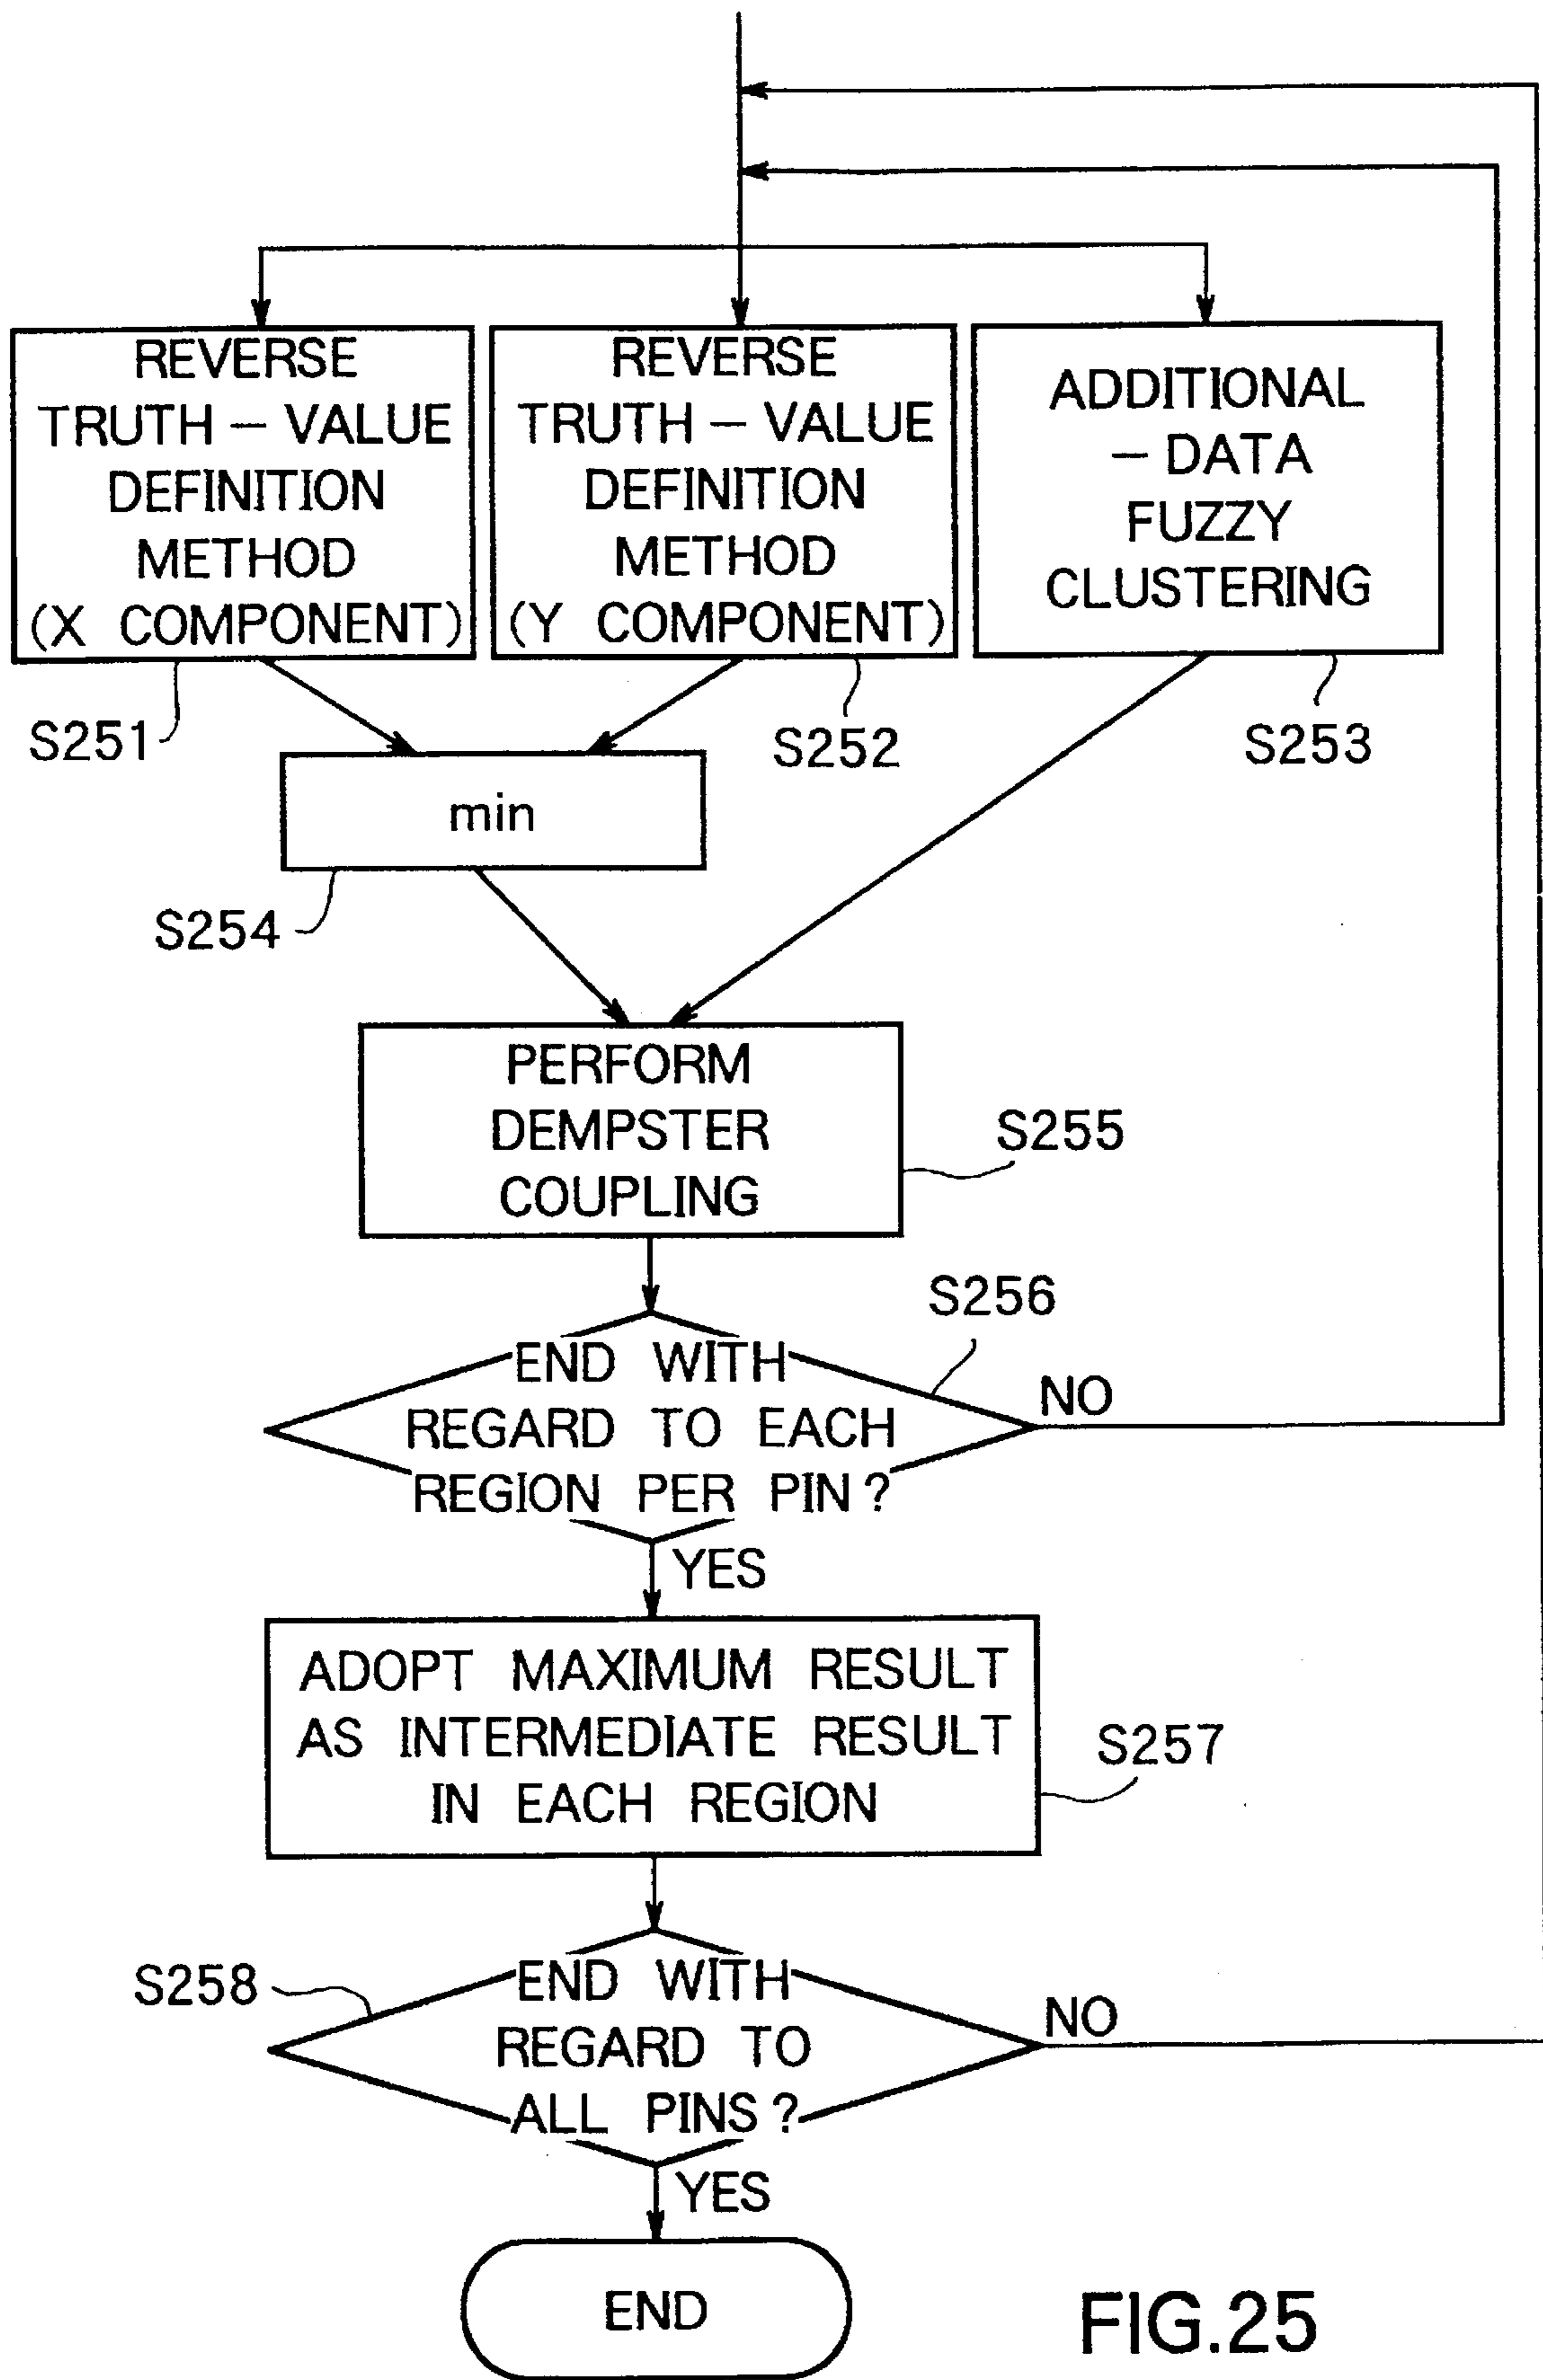 REVERSE
TRUTH－VALUE
DEFINITION
METHOD
(X COMPONENT)
S251
REVERSE
TRUTH－VALUE
DEFINITION
METHOD
(Y COMPONENT)
S252
ADDITIONAL
－DATA
FUZZY
CLUSTERING
S253
min
S254
PERFORM
DEMPSTER
COUPLING
S255
S256
END WITH
REGARD TO EACH
REGION PER PIN?
NO
YES
ADOPT MAXIMUM RESULT
AS INTERMEDIATE RESULT
IN EACH REGION
S257
S258
END WITH
REGARD TO
ALL PINS?
NO
YES
END
FIG.25